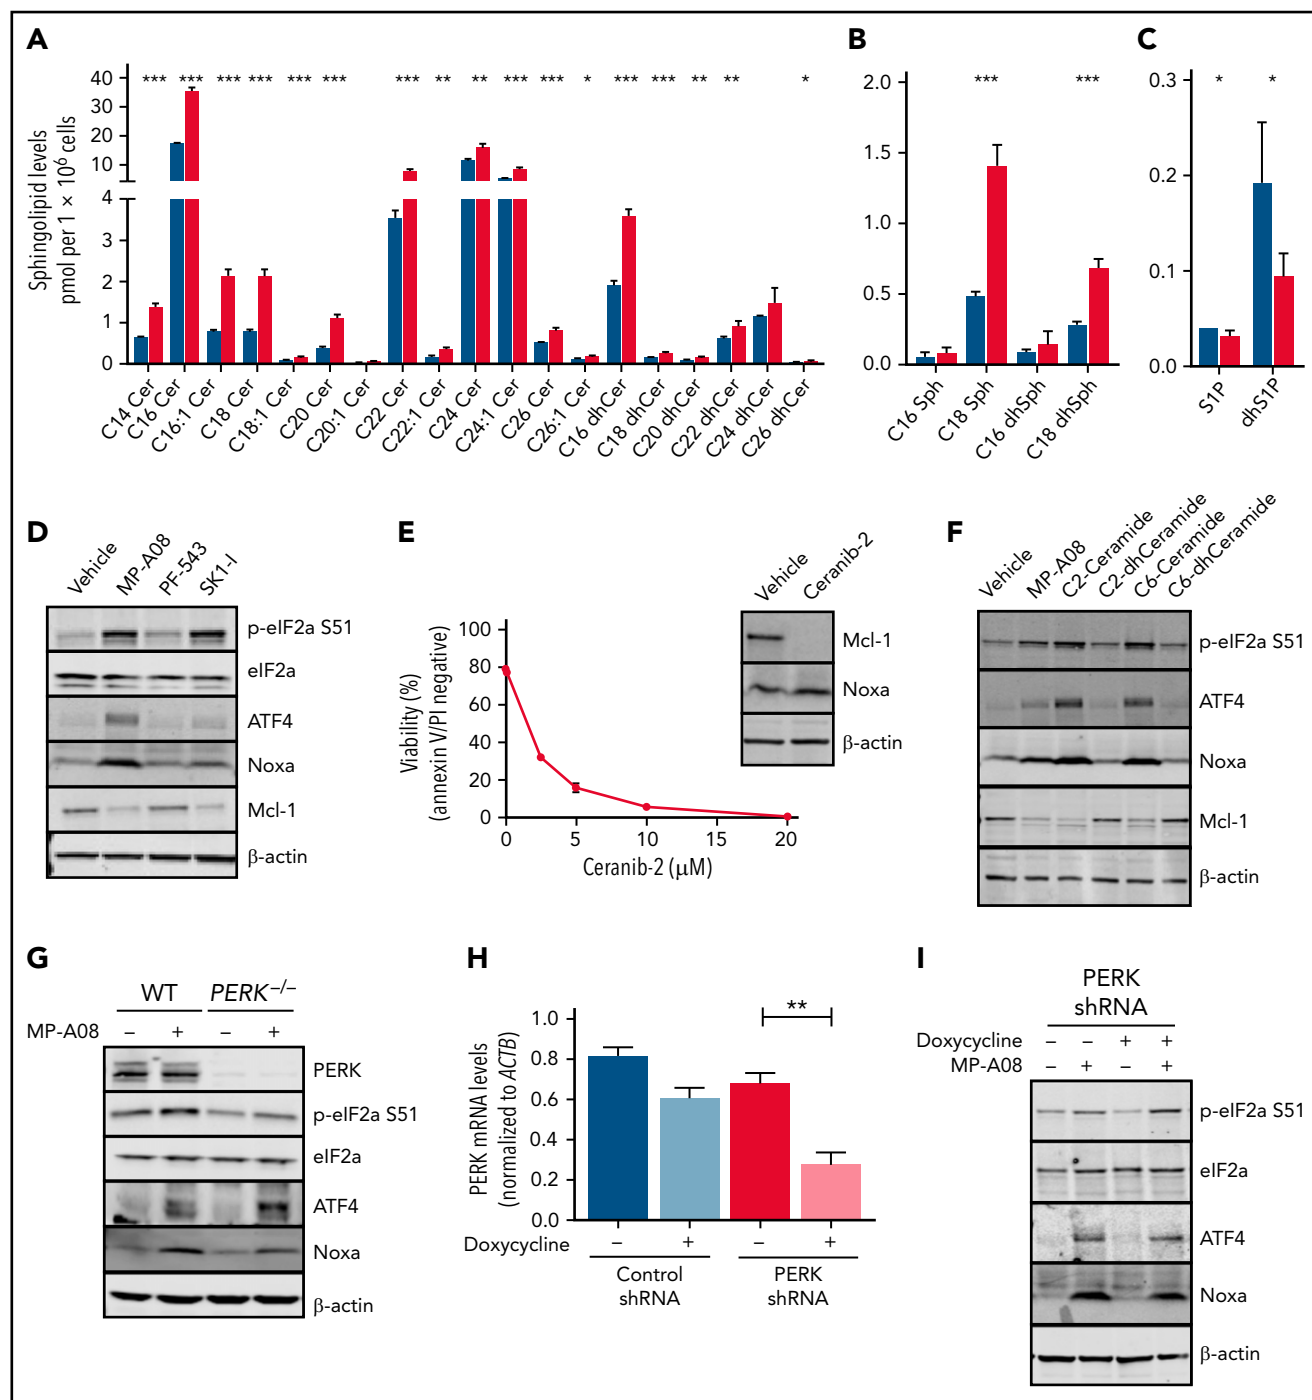 A
Sphingolipid levels
pmol per 1 × 10⁶ cells
40
30
20
10
4
3
2
1
0
*** *** *** *** *** *** *** ** ** *** *** * *** *** ** ** *
C14 Cer
C16 Cer
C16:1 Cer
C18 Cer
C18:1 Cer
C20 Cer
C20:1 Cer
C22 Cer
C22:1 Cer
C24 Cer
C24:1 Cer
C26 Cer
C26:1 Cer
C16 dhCer
C18 dhCer
C20 dhCer
C22 dhCer
C24 dhCer
C26 dhCer
B
2.0
1.5
1.0
0.5
0.0
*** ***
C16 Sph
C18 Sph
C16 dhSph
C18 dhSph
C
0.3
0.2
0.1
0.0
* *
S1P
dhS1P
D
Vehicle
MP-A08
PF-543
SK1-I
p-eIF2a S51
eIF2a
ATF4
Noxa
Mcl-1
β-actin
E
Viability (%)
(annexin V/PI negative)
100
80
60
40
20
0
0 5 10 15 20
Ceranib-2 (μM)
Vehicle
Ceranib-2
Mcl-1
Noxa
β-actin
F
Vehicle
MP-A08
C2-Ceramide
C2-dhCeramide
C6-Ceramide
C6-dhCeramide
p-eIF2a S51
ATF4
Noxa
Mcl-1
β-actin
G
WT PERK–/–
MP-A08 – + – +
PERK
p-eIF2a S51
eIF2a
ATF4
Noxa
β-actin
H
PERK mRNA levels
(normalized to ACTB)
1.0
0.8
0.6
0.4
0.2
0.0
**
Doxycycline – + – +
Control
shRNA
PERK
shRNA
I
PERK
shRNA
Doxycycline – – + +
MP-A08 – + – +
p-eIF2a S51
eIF2a
ATF4
Noxa
β-actin